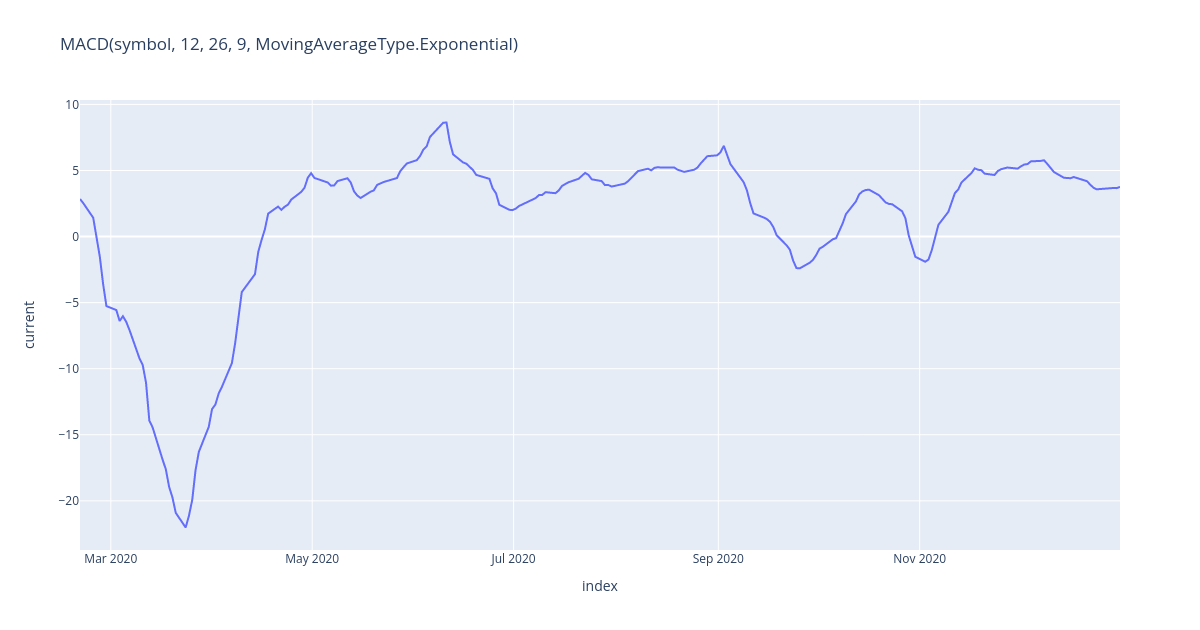 MACD(symbol, 12, 26, 9, MovingAverageType.Exponential)
10
5
0
−5
−10
−15
−20
current
Mar 2020 May 2020 Jul 2020 Sep 2020 Nov 2020
index